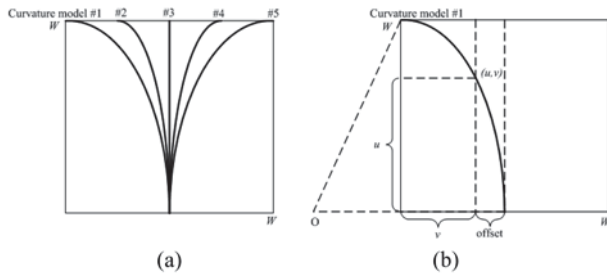 Curvature model #1 #2 #3 #4 #5
W
W
(a)
Curvature model #1
W
(u,v)
u
O
v
offset
W
(b)